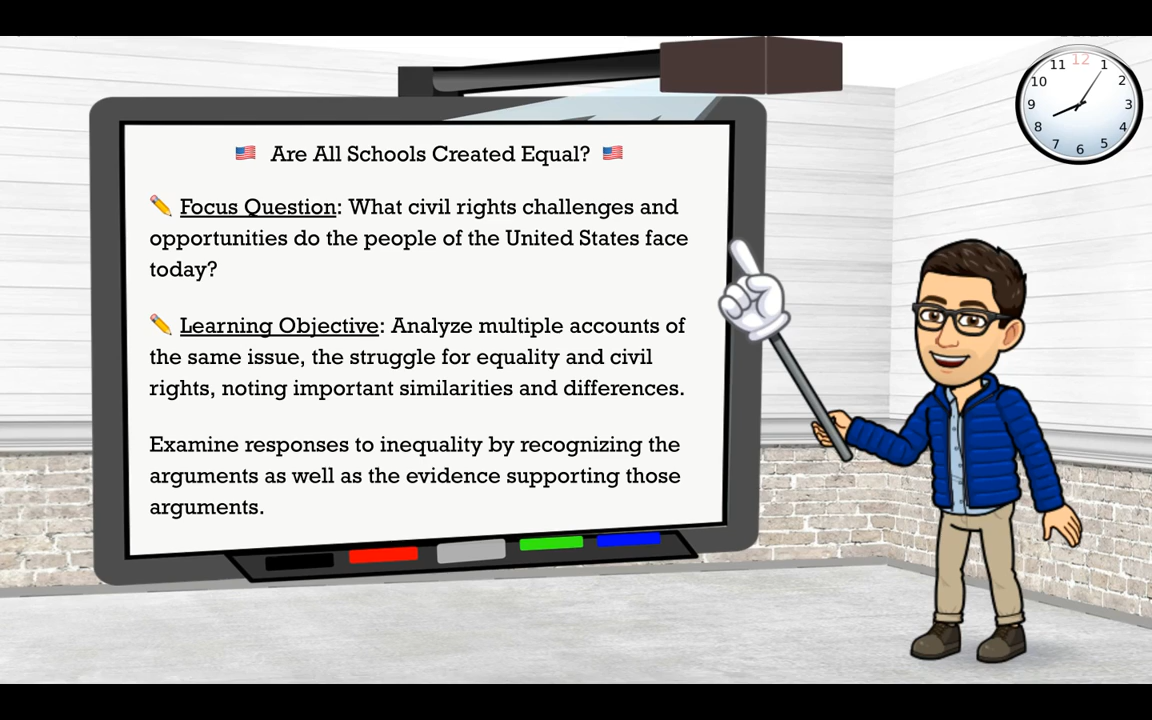 🇺🇸 Are All Schools Created Equal? 🇺🇸
✏️ Focus Question: What civil rights challenges and
opportunities do the people of the United States face
today?
✏️ Learning Objective: Analyze multiple accounts of
the same issue, the struggle for equality and civil
rights, noting important similarities and differences.
Examine responses to inequality by recognizing the
arguments as well as the evidence supporting those
arguments.
12
1
2
3
4
5
6
7
8
9
10
11